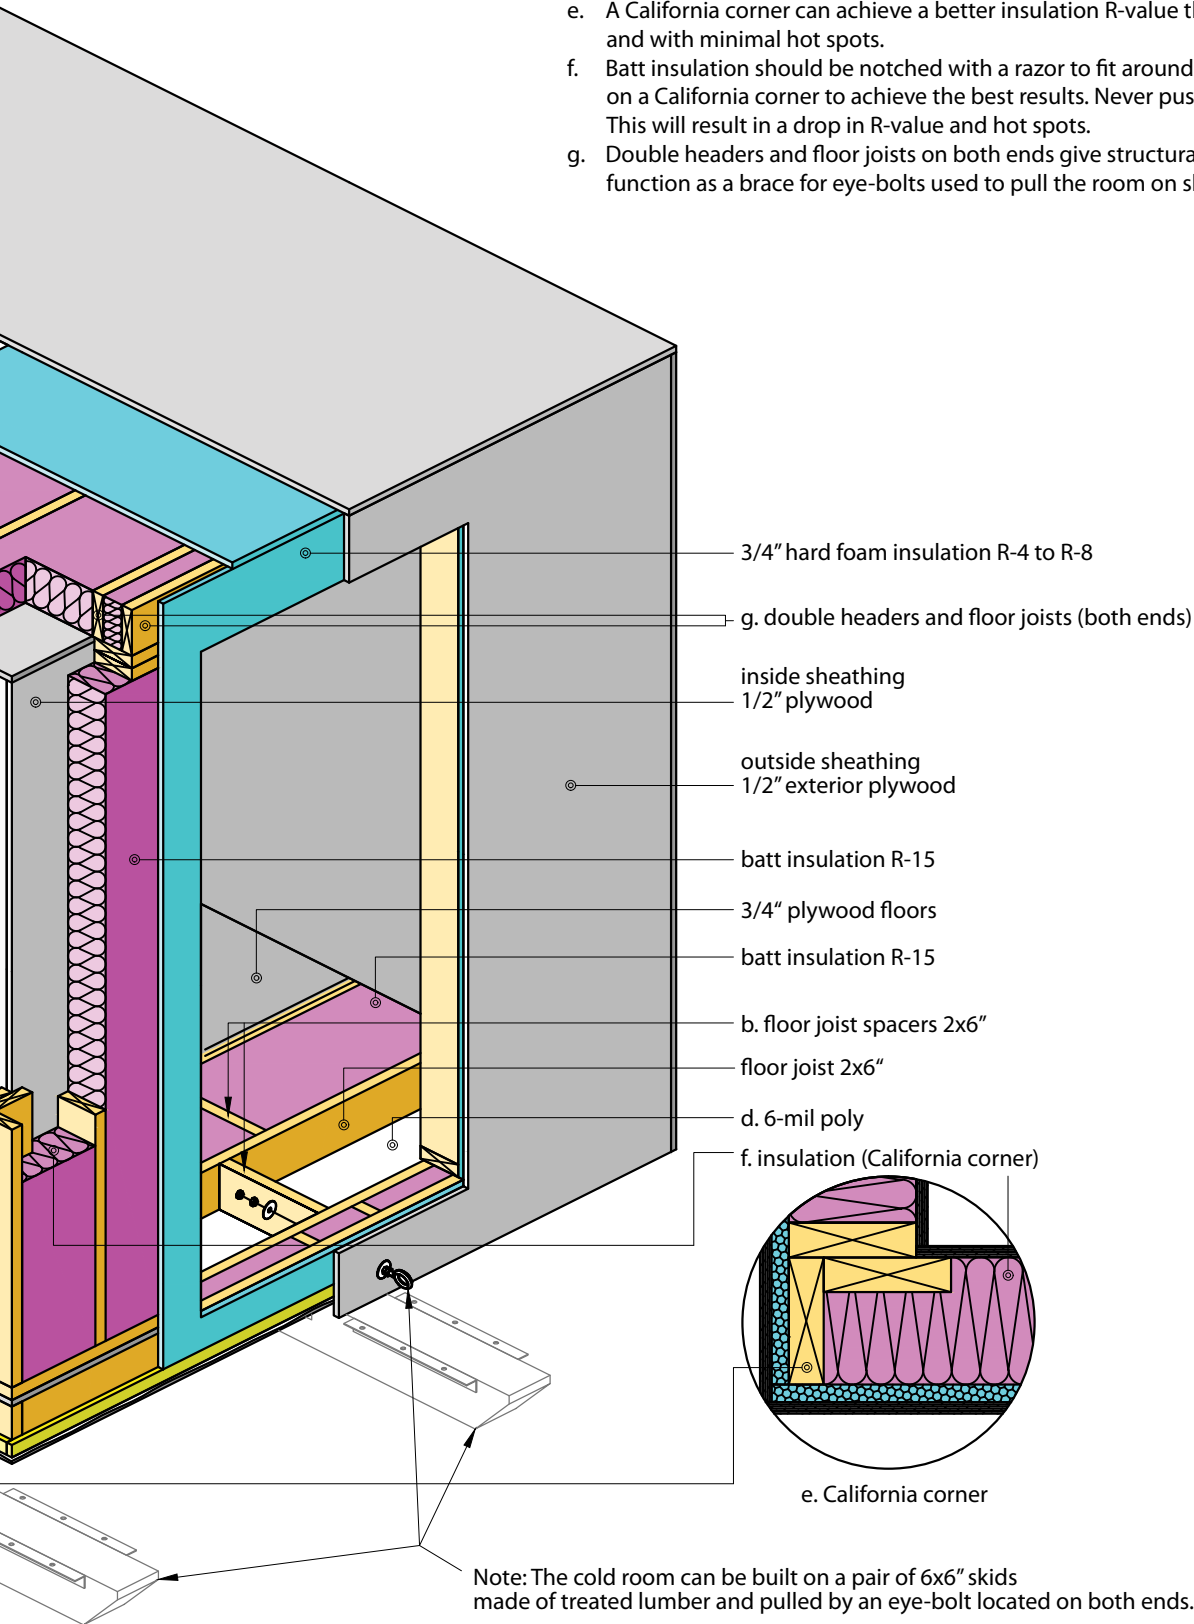 e. A California corner can achieve a better insulation R-value
and with minimal hot spots.
f. Batt insulation should be notched with a razor to fit around
on a California corner to achieve the best results. Never
This will result in a drop in R-value and hot spots.
g. Double headers and floor joists on both ends give
function as a brace for eye-bolts used to pull the room on
3/4" hard foam insulation R-4 to R-8
g. double headers and floor joists (both ends)
inside sheathing
1/2" plywood
outside sheathing
1/2" exterior plywood
batt insulation R-15
3/4“ plywood floors
batt insulation R-15
b. floor joist spacers 2x6"
floor joist 2x6“
d. 6-mil poly
f. insulation (California corner)
e. California corner
Note: The cold room can be built on a pair of 6x6" skids
made of treated lumber and pulled by an eye-bolt located on both ends.